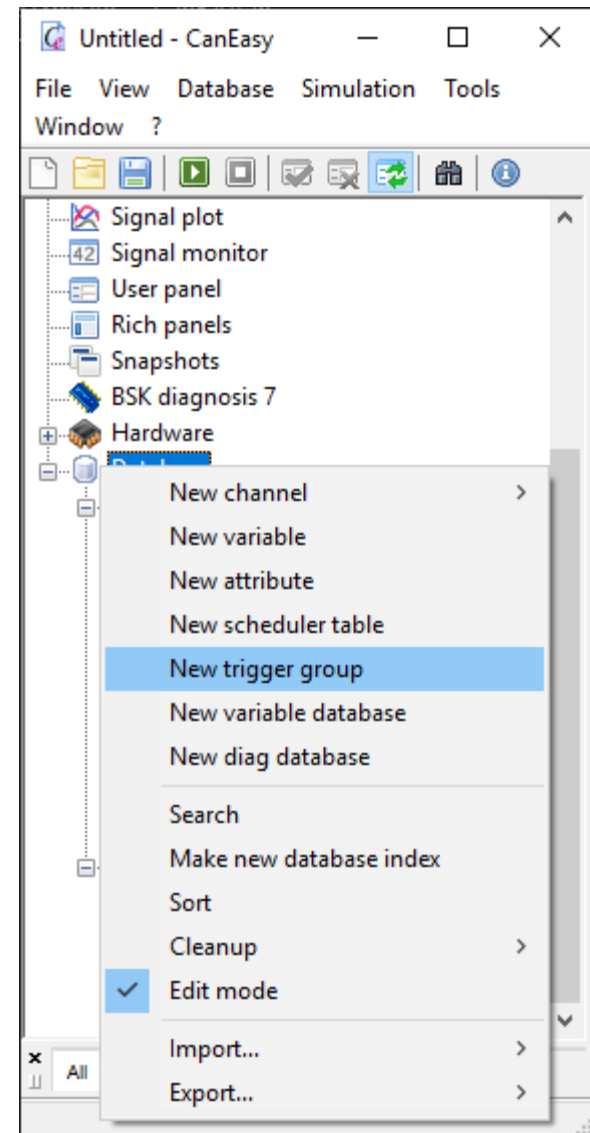 Untitled - CanEasy
File View Database Simulation Tools
Window ?
Signal plot
42 Signal monitor
User panel
Rich panels
Snapshots
BSK diagnosis 7
Hardware
New channel
New variable
New attribute
New scheduler table
New trigger group
New variable database
New diag database
Search
Make new database index
Sort
Cleanup
Edit mode
Import...
Export...
All